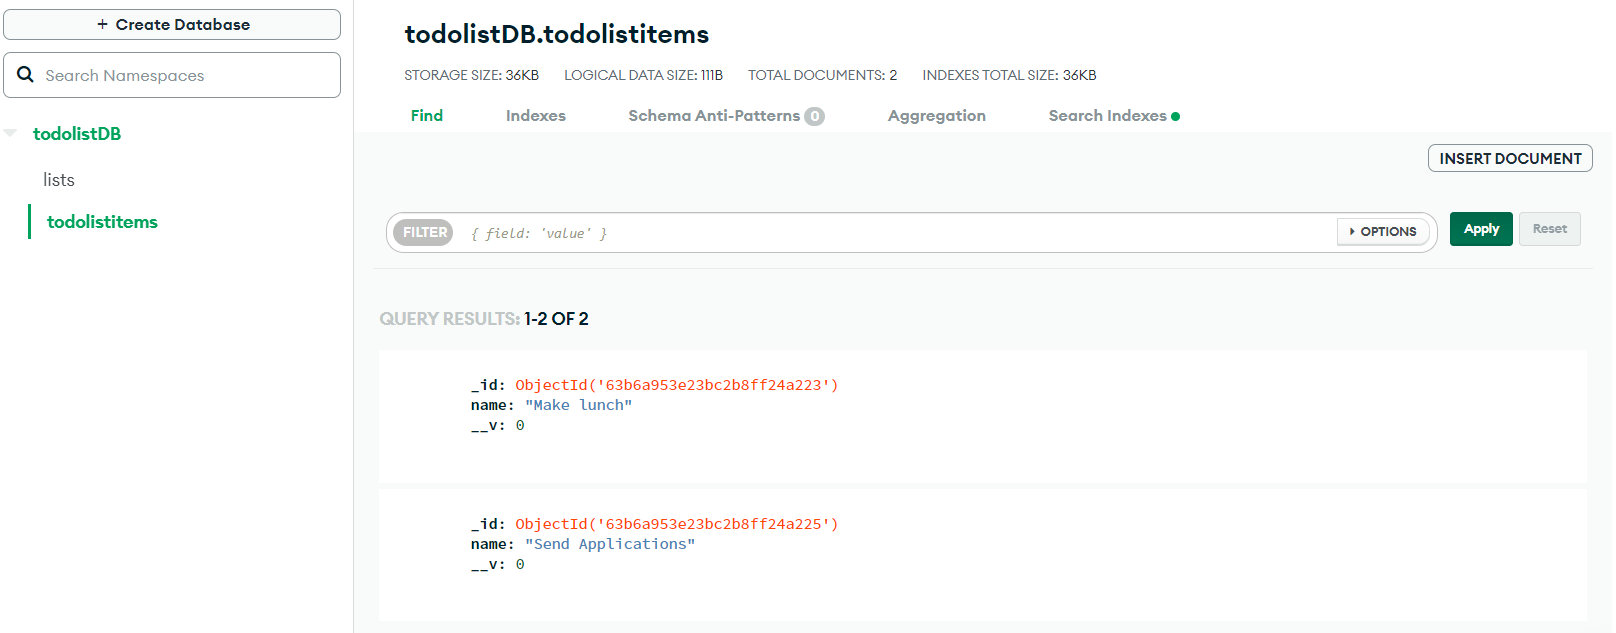 + Create Database
Search Namespaces
todolistDB
lists
todolistitems
todolistDB.todolistitems
STORAGE SIZE: 36KB LOGICAL DATA SIZE: 111B TOTAL DOCUMENTS: 2 INDEXES TOTAL SIZE: 36KB
Find Indexes Schema Anti-Patterns 0 Aggregation Search Indexes
INSERT DOCUMENT
FILTER { field: 'value' } OPTIONS Apply Reset
QUERY RESULTS: 1-2 OF 2
_id: ObjectId('63b6a953e23bc2b8ff24a223')
name: "Make lunch"
__v: 0
_id: ObjectId('63b6a953e23bc2b8ff24a225')
name: "Send Applications"
__v: 0